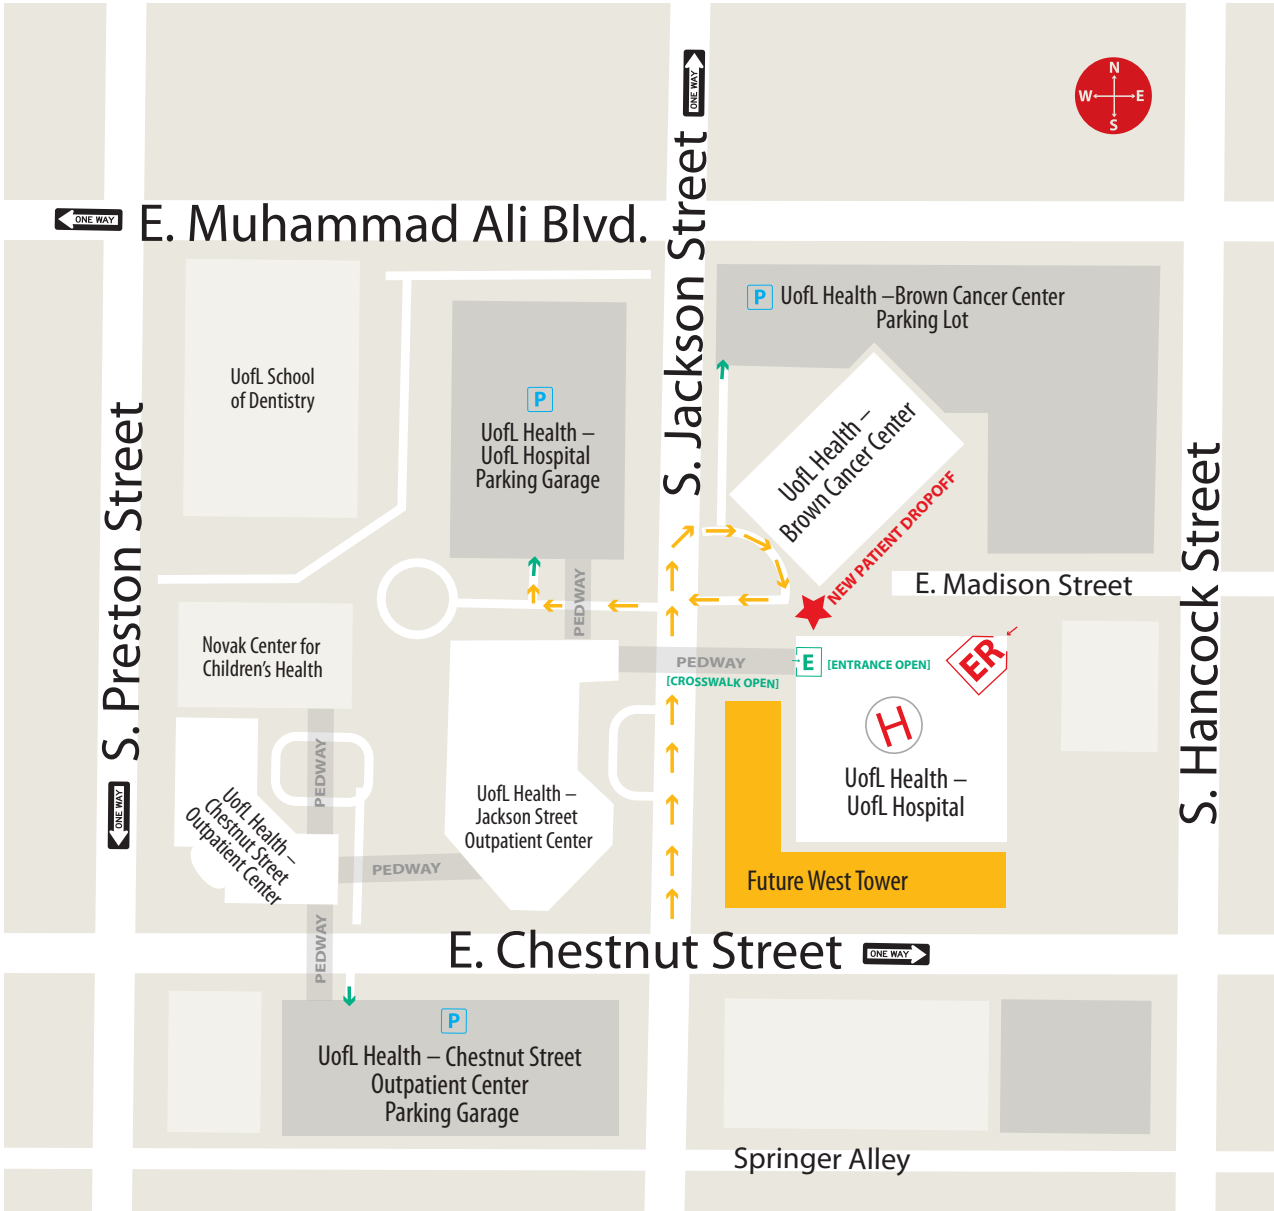 N
W E
S
ONE WAY
S. Jackson Street
ONE WAY
E. Muhammad Ali Blvd.
P
UofL Health –Brown Cancer Center
Parking Lot
UofL School
of Dentistry
P
UofL Health –
UofL Hospital
Parking Garage
UofL Health –
Brown Cancer Center
NEW PATIENT DROPOFF
S. Preston Street
ONE WAY
S. Hancock Street
E. Madison Street
PEDWAY
Novak Center for
Children's Health
PEDWAY
[CROSSWALK OPEN]
E
[ENTRANCE OPEN]
ER
H
UofL Health –
UofL Hospital
PEDWAY
UofL Health –
Chestnut Street
Outpatient Center
UofL Health –
Jackson Street
Outpatient Center
PEDWAY
Future West Tower
PEDWAY
E. Chestnut Street
ONE WAY
P
UofL Health – Chestnut Street
Outpatient Center
Parking Garage
Springer Alley